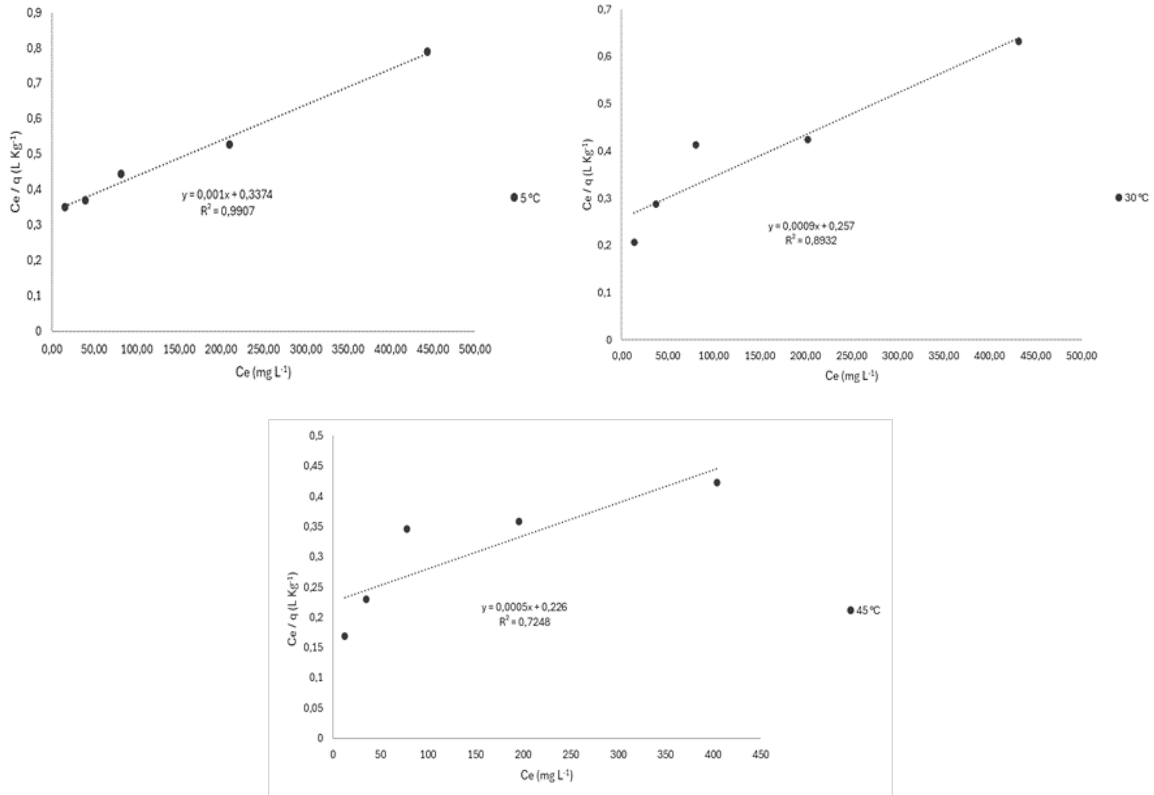 0,9
0,8
0,7
0,6
0,5
0,4
0,3
0,2
0,1
0
Ce / q (L Kg⁻¹)
y = 0,001x + 0,3374
R² = 0,9907
5 ºC
0,00 50,00 100,00 150,00 200,00 250,00 300,00 350,00 400,00 450,00 500,00
Ce (mg L⁻¹)
0,7
0,6
0,5
0,4
0,3
0,2
0,1
0
Ce / q (L Kg⁻¹)
y = 0,0009x + 0,257
R² = 0,8932
30 ºC
0,00 50,00 100,00 150,00 200,00 250,00 300,00 350,00 400,00 450,00 500,00
Ce (mg L⁻¹)
0,5
0,45
0,4
0,35
0,3
0,25
0,2
0,15
0,1
0,05
0
Ce / q (L Kg⁻¹)
y = 0,0005x + 0,226
R² = 0,7248
45 ºC
0 50 100 150 200 250 300 350 400 450
Ce (mg L⁻¹)